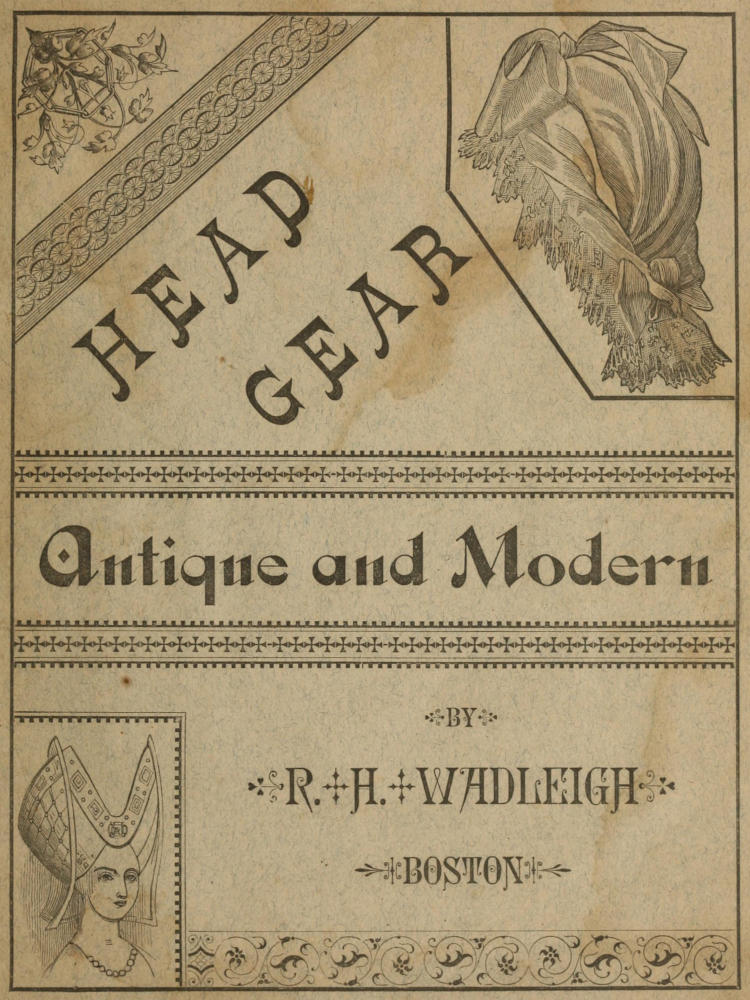 HEAD
GEAR
Antique and Modern
BY
R. H. WADLEIGH
BOSTON